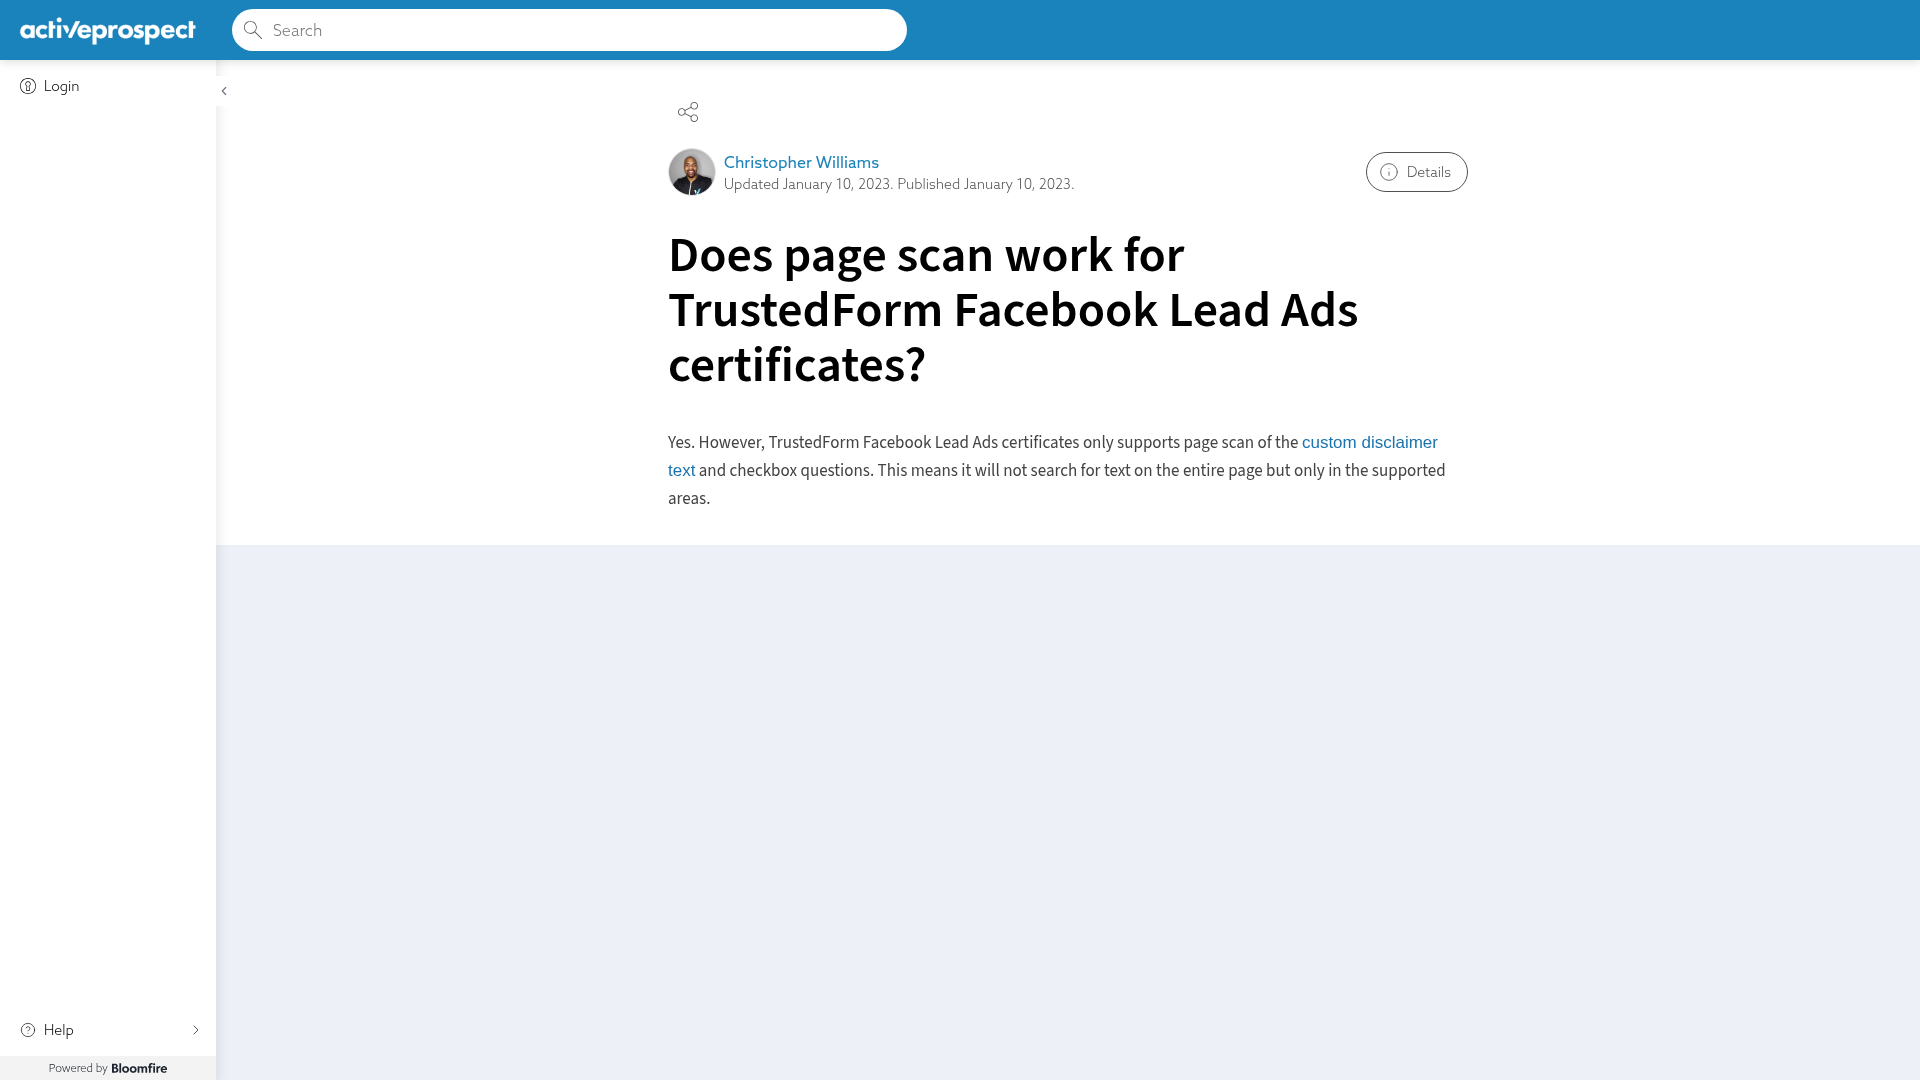 activeprospect
Search
Login
Christopher Williams
Updated January 10, 2023. Published January 10, 2023.
Details
Does page scan work for
TrustedForm Facebook Lead Ads
certificates?
Yes. However, TrustedForm Facebook Lead Ads certificates only supports page scan of the custom disclaimer
text and checkbox questions. This means it will not search for text on the entire page but only in the supported
areas.
Help
Powered by Bloomfire